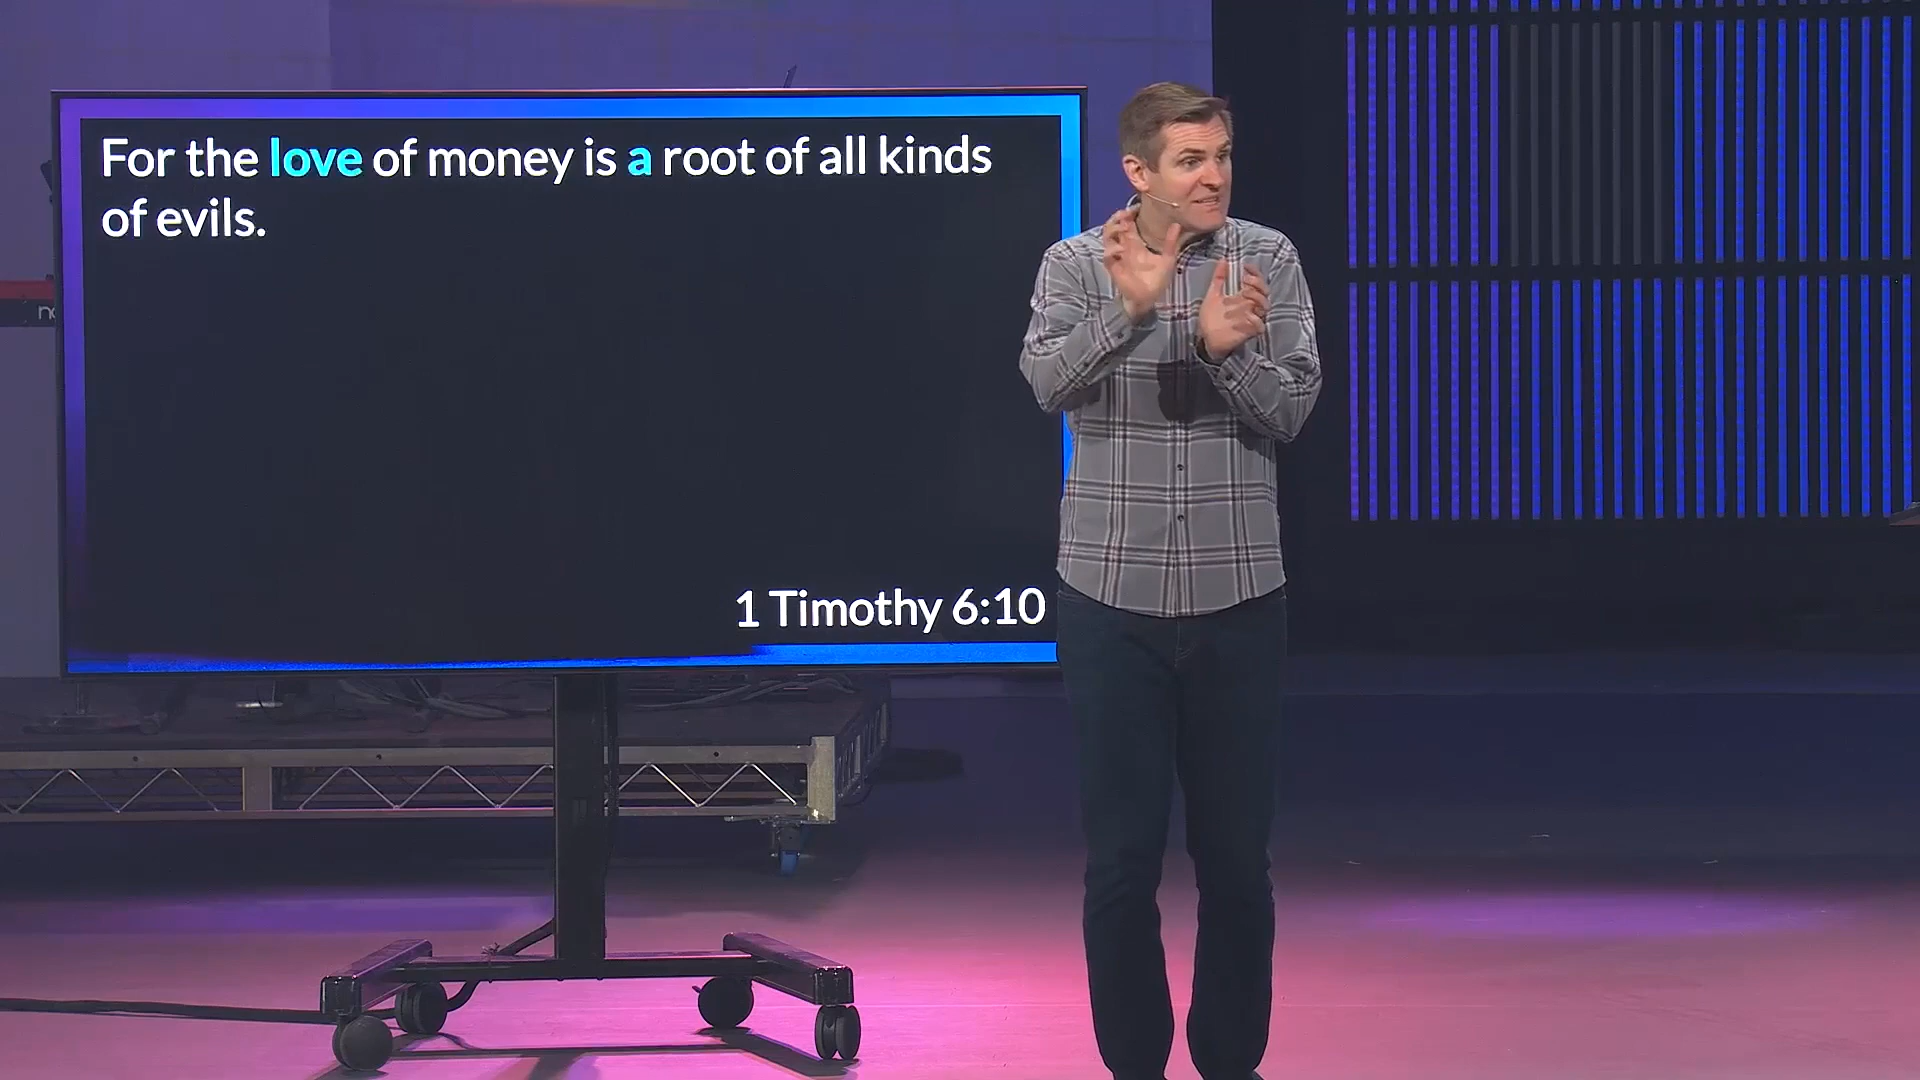 For the love of money is a root of all kinds
of evils.
1 Timothy 6:10